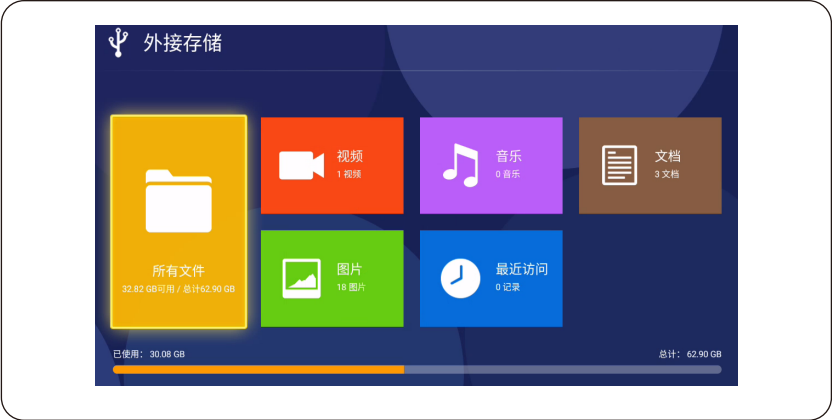 外接存储
视频
1 视频
音乐
0 音乐
文档
3 文档
所有文件
32.82 GB可用 / 总计62.90 GB
图片
18 图片
最近访问
0 记录
已使用： 30.08 GB
总计： 62.90 GB